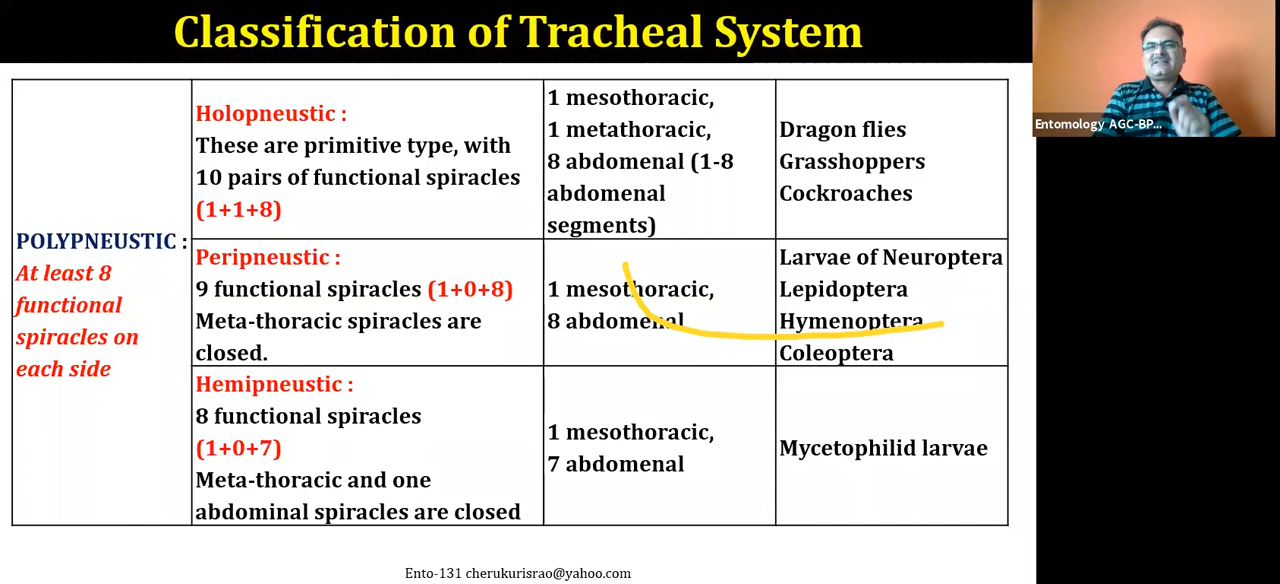 Classification of Tracheal System
Entomology AGC-BP...
POLYPNEUSTIC :
At least 8
functional
spiracles on
each side
Holopneustic :
These are primitive type, with
10 pairs of functional spiracles
(1+1+8)
1 mesothoracic,
1 metathoracic,
8 abdomenal (1-8
abdomenal
segments)
Dragon flies
Grasshoppers
Cockroaches
Peripneustic :
9 functional spiracles (1+0+8)
Meta-thoracic spiracles are
closed.
1 mesothoracic,
8 abdomenal
Larvae of Neuroptera
Lepidoptera
Hymenoptera
Coleoptera
Hemipneustic :
8 functional spiracles
(1+0+7)
Meta-thoracic and one
abdominal spiracles are closed
1 mesothoracic,
7 abdomenal
Mycetophilid larvae
Ento-131 cherukurisrao@yahoo.com